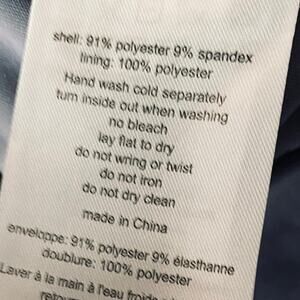 shell: 91% polyester 9% spandex
lining: 100% polyester
Hand wash cold separately
turn inside out when washing
no bleach
lay flat to dry
do not wring or twist
do not iron
do not dry clean
made in China
enveloppe: 91% polyester 9% élasthanne
doublure: 100% polyester
Laver à la main à l'eau froide